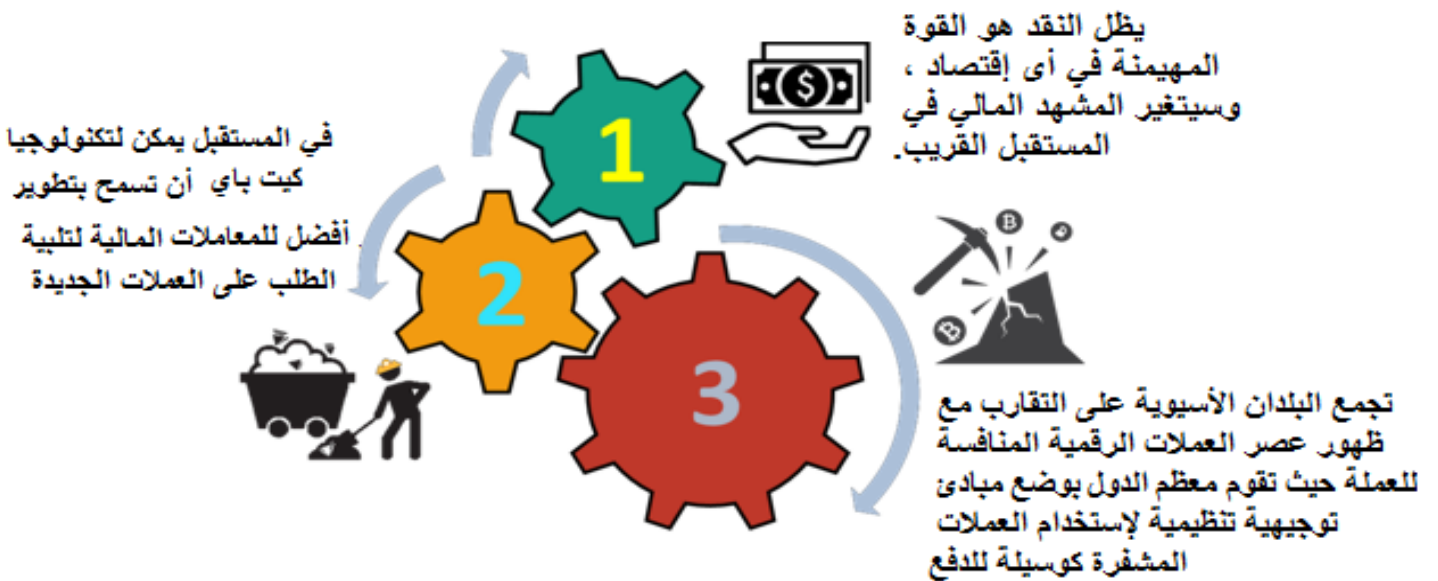 يظل النقد هو القوة
المهيمنة في أى إقتصاد ،
وسيتغير المشهد المالي في
المستقبل القريب.
1
في المستقبل يمكن لتكنولوجيا
كيت باي أن تسمح بتطوير
أفضل للمعاملات المالية لتلبية
الطلب على العملات الجديدة
2
3
تجمع البلدان الأسيوية على التقارب مع
ظهور عصر العملات الرقمية المنافسة
للعملة حيث تقوم معظم الدول بوضع مبادئ
توجيهية تنظيمية لإستخدام العملات
المشفرة كوسيلة للدفع